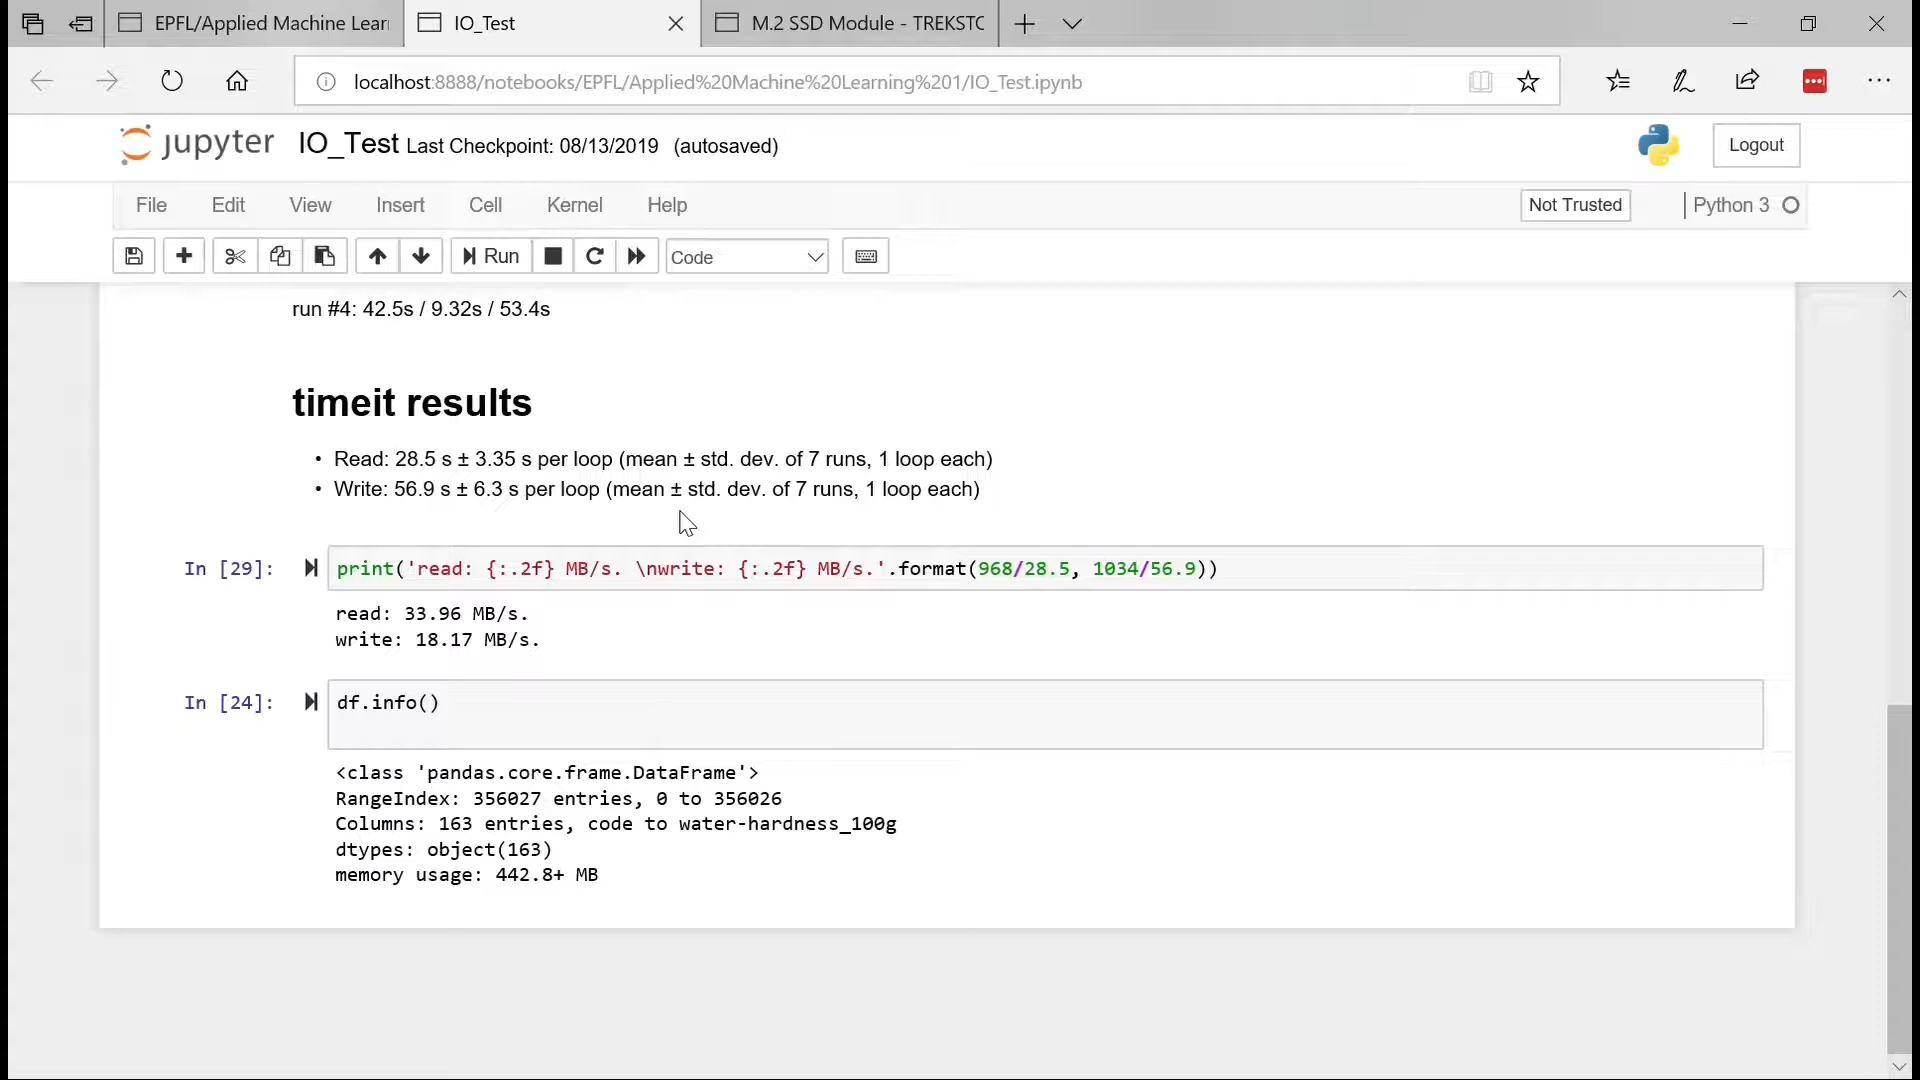 EPFL/Applied Machine Lear
IO_Test
M.2 SSD Module - TREKSTC
localhost:8888/notebooks/EPFL/Applied%20Machine%20Learning%201/IO_Test.ipynb
jupyter IO_Test Last Checkpoint: 08/13/2019 (autosaved)
Logout
File Edit View Insert Cell Kernel Help
Not Trusted
Python 3
Run
Code
run #4: 42.5s / 9.32s / 53.4s
timeit results
• Read: 28.5 s ± 3.35 s per loop (mean ± std. dev. of 7 runs, 1 loop each)
• Write: 56.9 s ± 6.3 s per loop (mean ± std. dev. of 7 runs, 1 loop each)
In [29]: print('read: {:.2f} MB/s. \nwrite: {:.2f} MB/s.'.format(968/28.5, 1034/56.9))
read: 33.96 MB/s.
write: 18.17 MB/s.
In [24]: df.info()
<class 'pandas.core.frame.DataFrame'>
RangeIndex: 356027 entries, 0 to 356026
Columns: 163 entries, code to water-hardness_100g
dtypes: object(163)
memory usage: 442.8+ MB